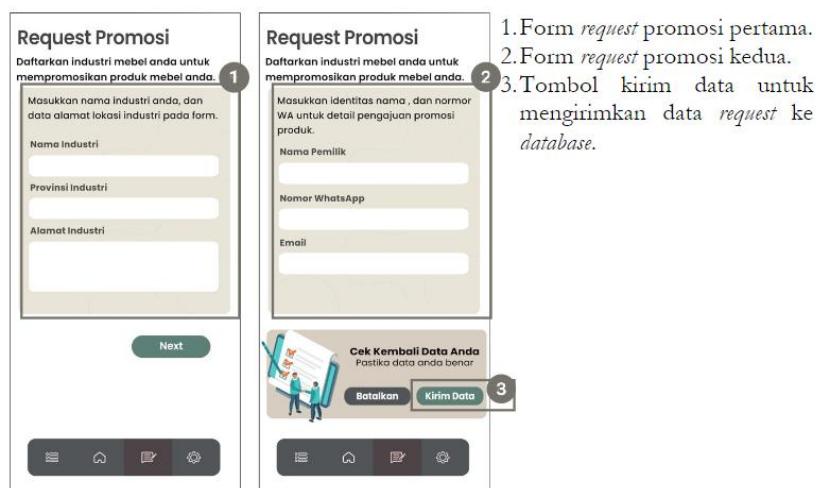 Request Promosi
Daftarkan industri mebel anda untuk
mempromosikan produk mebel anda.
1
Masukkan nama industri anda, dan
data alamat lokasi industri pada form.
Nama Industri
Provinsi Industri
Alamat Industri
Next
Request Promosi
Daftarkan industri mebel anda untuk
mempromosikan produk mebel anda.
2
Masukkan identitas nama , dan normor
WA untuk detail pengajuan promosi
produk.
Nama Pemilik
Nomor WhatsApp
Email
Cek Kembali Data Anda
Pastika data anda benar
Batalkan
Kirim Data
3
1. Form request promosi pertama.
2. Form request promosi kedua.
3. Tombol kirim data untuk
mengirimkan data request ke
database.